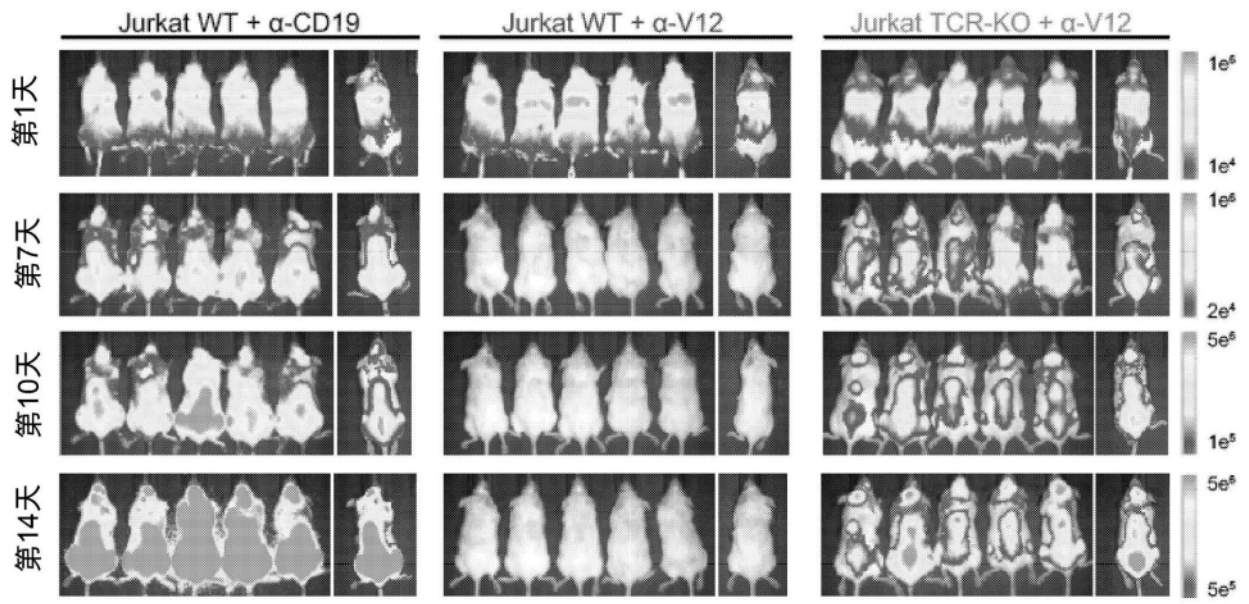 Jurkat WT + α-CD19
Jurkat WT + α-V12
Jurkat TCR-KO + α-V12
第1天
1e⁶
1e⁴
第7天
1e⁶
2e⁴
第10天
5e⁵
1e⁵
第14天
5e⁶
5e⁵